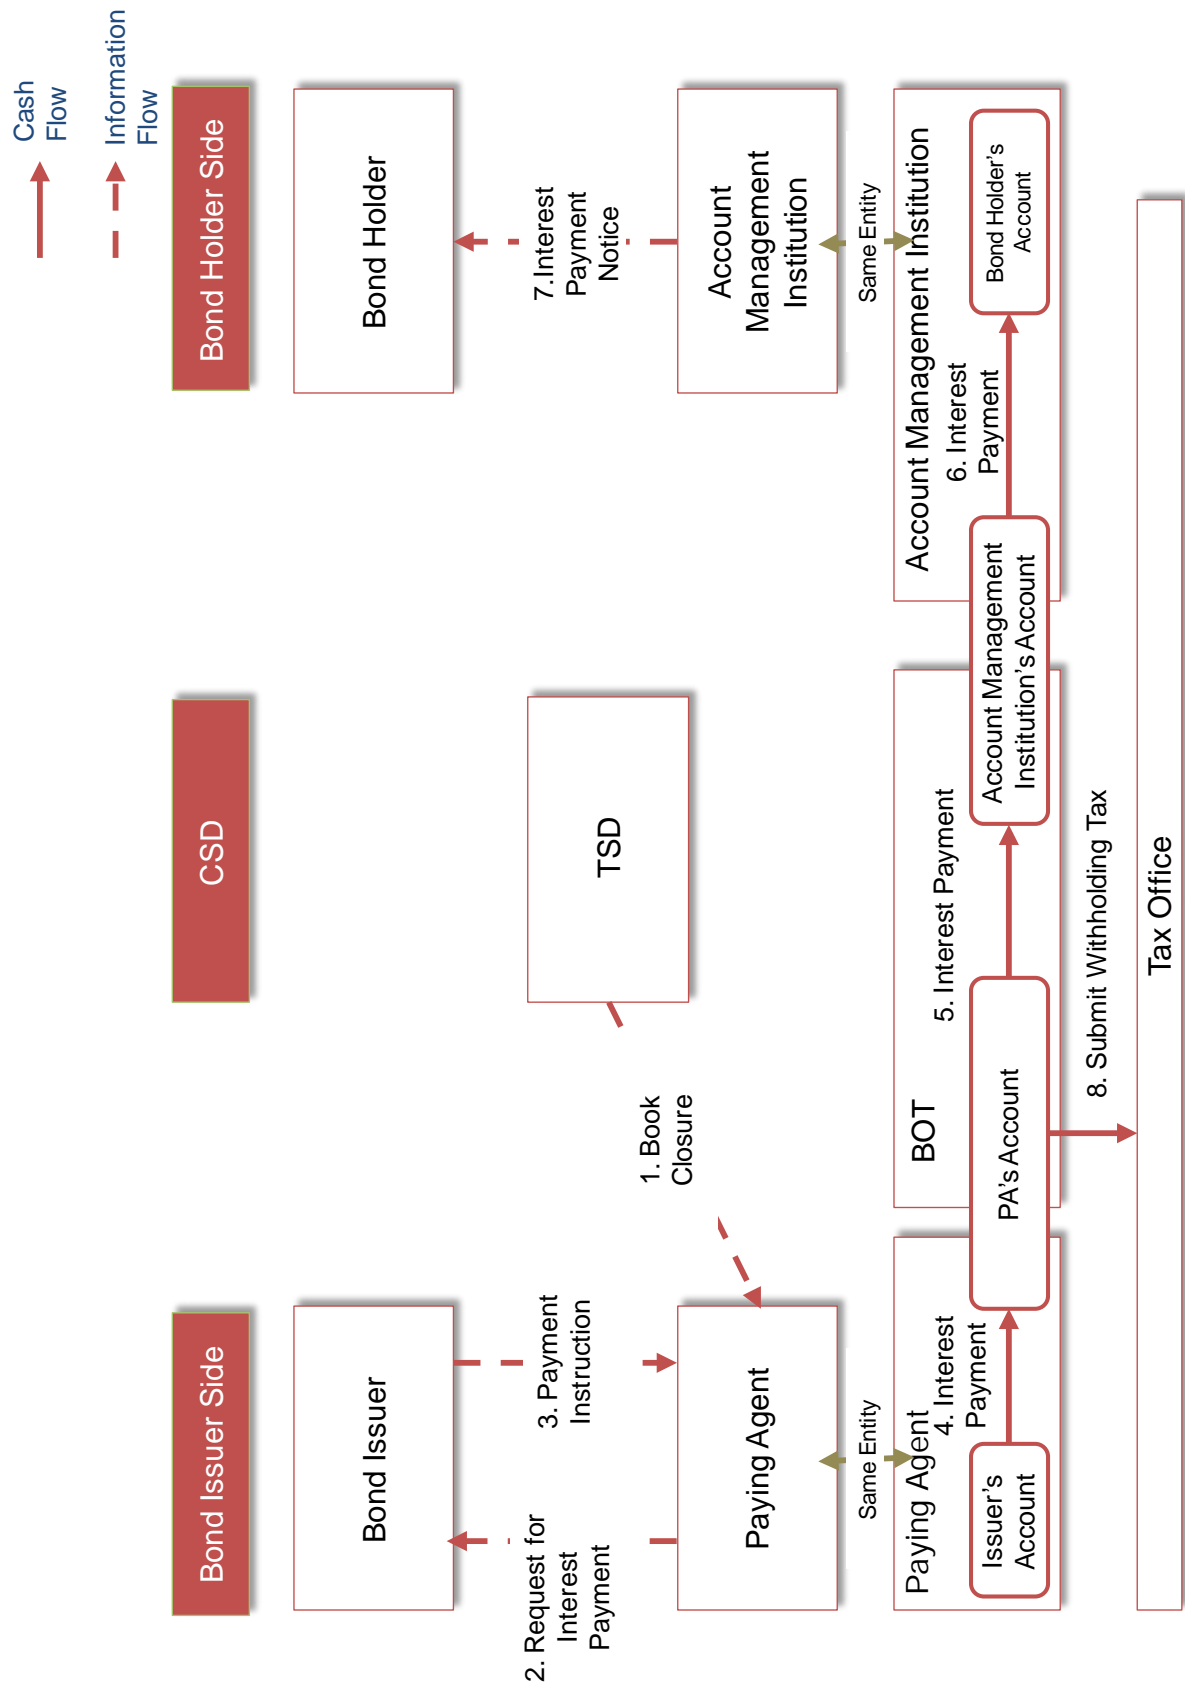 Cash
Flow
Information
Flow
Bond Issuer Side
CSD
Bond Holder Side
Bond Issuer
Bond Holder
2. Request for
Interest
Payment
3. Payment
Instruction
1. Book
Closure
TSD
7.Interest
Payment
Notice
Paying Agent
Account
Management
Institution
Same Entity
Same Entity
Paying Agent
4. Interest
Payment
Issuer's
Account
BOT
5. Interest Payment
PA's Account
Account Management
Institution's Account
Account Management Institution
6. Interest
Payment
Bond Holder's
Account
8. Submit Withholding Tax
Tax Office